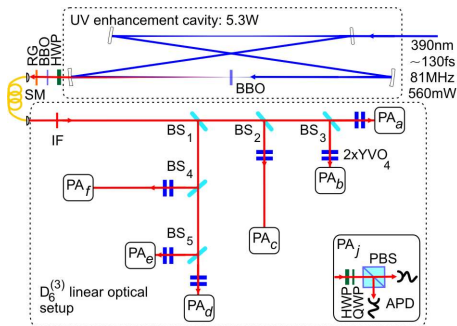 UV enhancement cavity: 5.3W
RG
BBO
HWP
390nm
~130fs
81MHz
560mW
BBO
SM
IF
BS1
BS2
BS3
PAa
2xYVO4
PAb
BS4
PAf
PAc
BS5
PAe
PAd
D6(3) linear optical
setup
PAj
PBS
HWP
QWP
APD